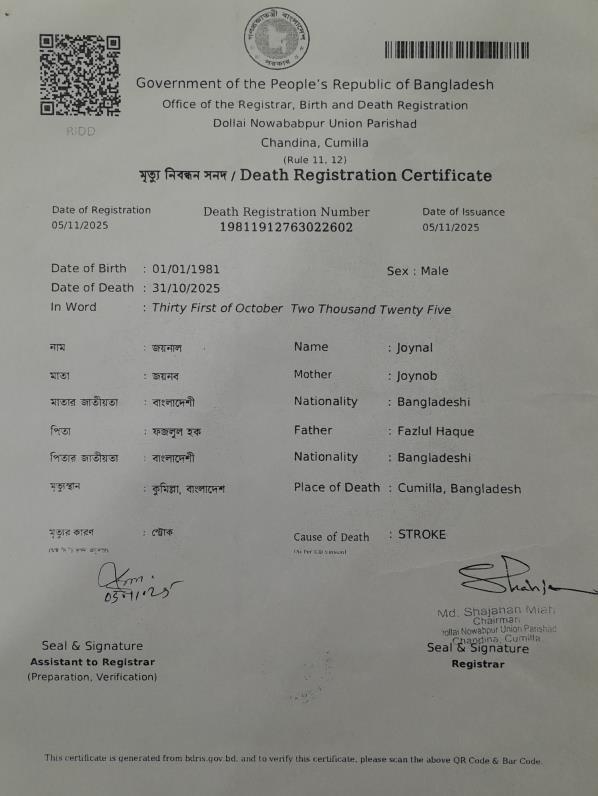 গণপ্রজাতন্ত্রী বাংলাদেশ
সরকার
RIDD
Government of the People's Republic of Bangladesh
Office of the Registrar, Birth and Death Registration
Dollai Nowababpur Union Parishad
Chandina, Cumilla
(Rule 11, 12)
মৃত্যু নিবন্ধন সনদ / Death Registration Certificate
Date of Registration Death Registration Number Date of Issuance
05/11/2025 19811912763022602 05/11/2025
Date of Birth : 01/01/1981 Sex : Male
Date of Death : 31/10/2025
In Word : Thirty First of October Two Thousand Twenty Five
নাম : জয়নাল Name : Joynal
মাতা : জয়নব Mother : Joynob
মাতার জাতীয়তা : বাংলাদেশী Nationality : Bangladeshi
পিতা : ফজলুল হক Father : Fazlul Haque
পিতার জাতীয়তা : বাংলাদেশী Nationality : Bangladeshi
মৃত্যুস্থান : কুমিল্লা, বাংলাদেশ Place of Death : Cumilla, Bangladesh
মৃত্যুর কারণ : স্ট্রোক Cause of Death : STROKE
Md. Shajahan Miah
Chairman
Dollai Nowabpur Union Parishad
Chandina, Cumilla.
Seal & Signature Seal & Signature
Assistant to Registrar Registrar
(Preparation, Verification)
This certificate is generated from bdris.gov.bd, and to verify this certificate, please scan the above QR Code & Bar Code.